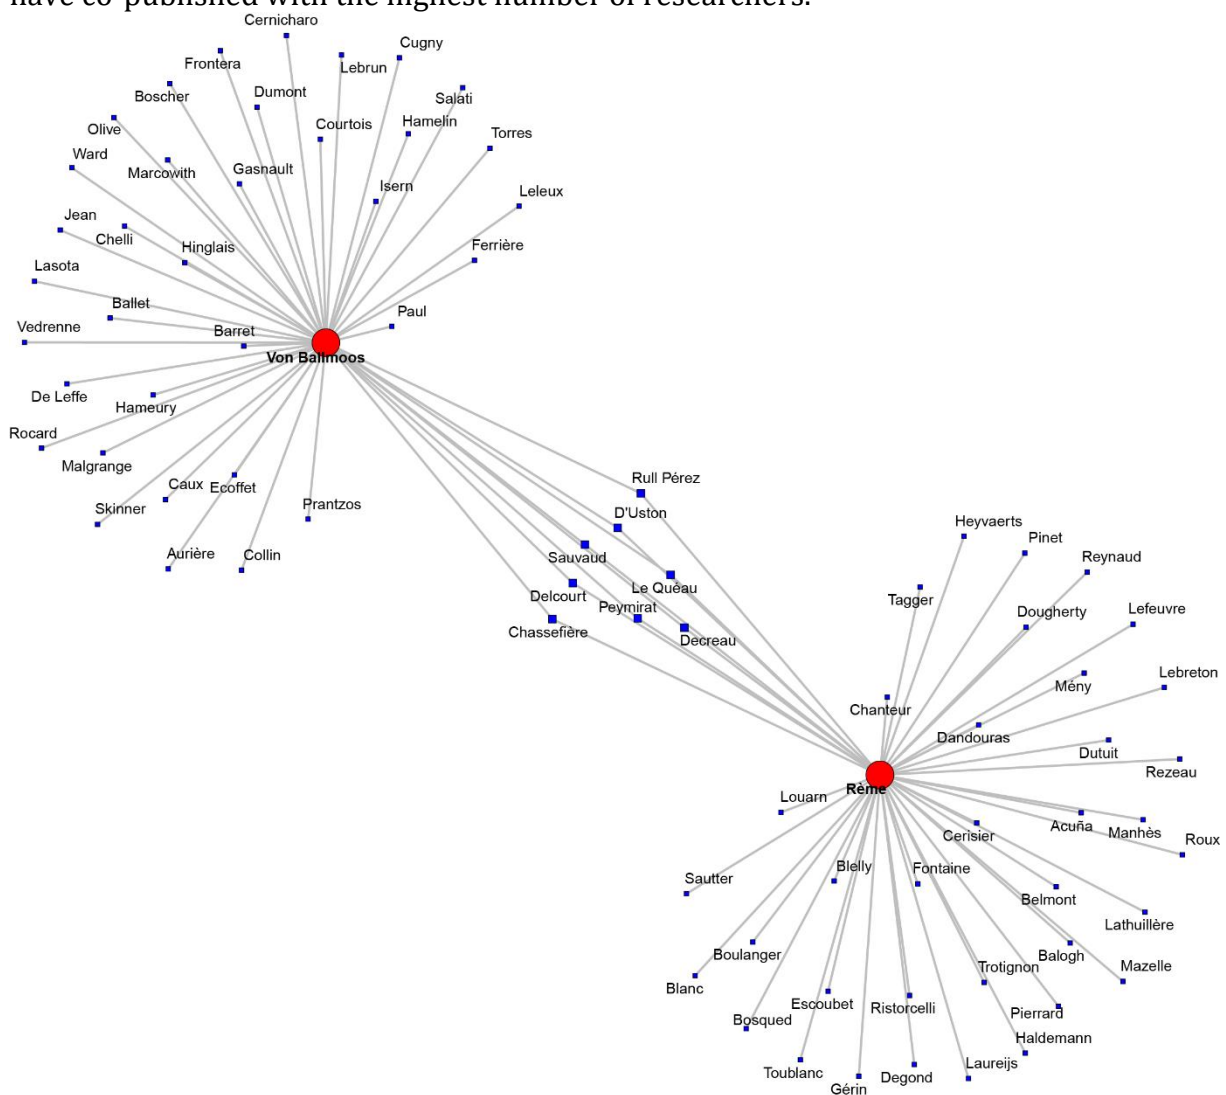 have co-published with the highest number of researchers.
Cernicharo
Cugny
Frontera
Lebrun
Dumont
Boscher
Salati
Olive
Courtois
Hamelin
Torres
Ward
Marcowith
Gasnault
Isern
Leleux
Jean
Chelli
Hinglais
Ferrière
Lasota
Ballet
Paul
Vedrenne
Barret
Von Ballmoos
De Leffe
Hameury
Rocard
Malgrange
Caux
Ecoffet
Skinner
Prantzos
Aurière
Collin
Rull Pérez
D'Uston
Sauvaud
Le Quéau
Delcourt
Peymirat
Chassefière
Decreau
Heyvaerts
Pinet
Reynaud
Tagger
Dougherty
Lefeuvre
Mény
Lebreton
Chanteur
Dandouras
Dutuit
Rezeau
Rème
Louarn
Cerisier
Acuña
Manhès
Roux
Sautter
Blelly
Fontaine
Belmont
Lathuillère
Boulanger
Balogh
Trotignon
Mazelle
Blanc
Escoubet
Ristorcelli
Pierrard
Bosqued
Haldemann
Toublanc
Gérin
Degond
Laureijs